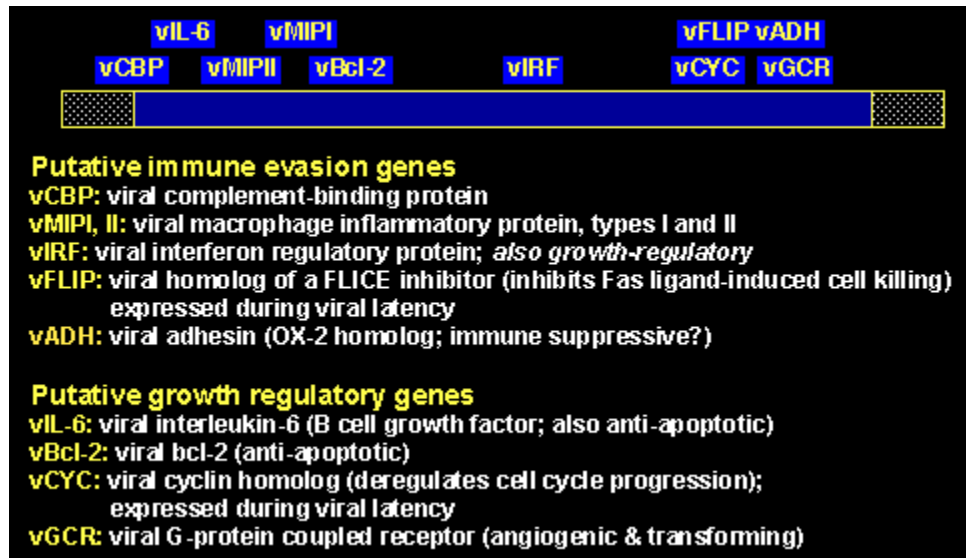 vIL-6 vMIPI vFLIP vADH
vCBP vMIPII vBcl-2 vIRF vCYC vGCR
Putative immune evasion genes
vCBP: viral complement-binding protein
vMIPI, II: viral macrophage inflammatory protein, types I and II
vIRF: viral interferon regulatory protein; also growth-regulatory
vFLIP: viral homolog of a FLICE inhibitor (inhibits Fas ligand-induced cell killing)
expressed during viral latency
vADH: viral adhesin (OX-2 homolog; immune suppressive?)
Putative growth regulatory genes
vIL-6: viral interleukin-6 (B cell growth factor; also anti-apoptotic)
vBcl-2: viral bcl-2 (anti-apoptotic)
vCYC: viral cyclin homolog (deregulates cell cycle progression);
expressed during viral latency
vGCR: viral G-protein coupled receptor (angiogenic & transforming)